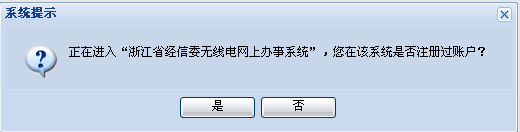 系统提示
正在进入“浙江省经信委无线电网上办事系统”，您在该系统是否注册过账户？
是
否